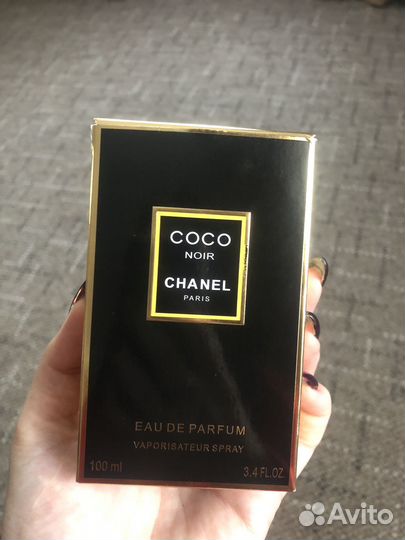 COCO
NOIR
CHANEL
PARIS
EAU DE PARFUM
VAPORISATEUR SPRAY
100 ml 3.4 FL.OZ
Avito